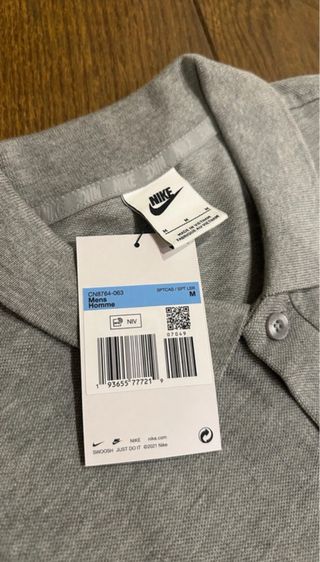 NIKE
M M M
MADE IN VIETNAM
FABRIQUÉ AU VIETNAM
CN8764-063 SPTCAS / SPT LSR
Mens M
Homme
NIV
07049
1 93655 77721 9
NIKE nike.com
SWOOSH JUST DO IT ©2021 Nike